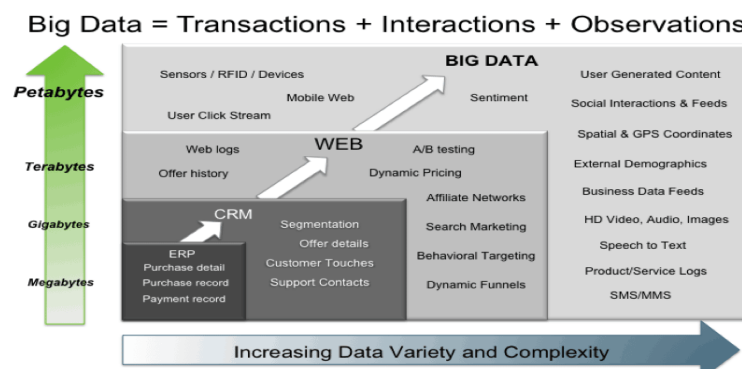 Big Data = Transactions + Interactions + Observations
BIG DATA
Petabytes
Sensors / RFID / Devices
Mobile Web
User Click Stream
Sentiment
User Generated Content
Social Interactions & Feeds
Spatial & GPS Coordinates
External Demographics
Business Data Feeds
HD Video, Audio, Images
Speech to Text
Product/Service Logs
SMS/MMS
Terabytes
WEB
Web logs
Offer history
A/B testing
Dynamic Pricing
Affiliate Networks
Search Marketing
Behavioral Targeting
Dynamic Funnels
Gigabytes
CRM
Segmentation
Offer details
Customer Touches
Support Contacts
Megabytes
ERP
Purchase detail
Purchase record
Payment record
Increasing Data Variety and Complexity